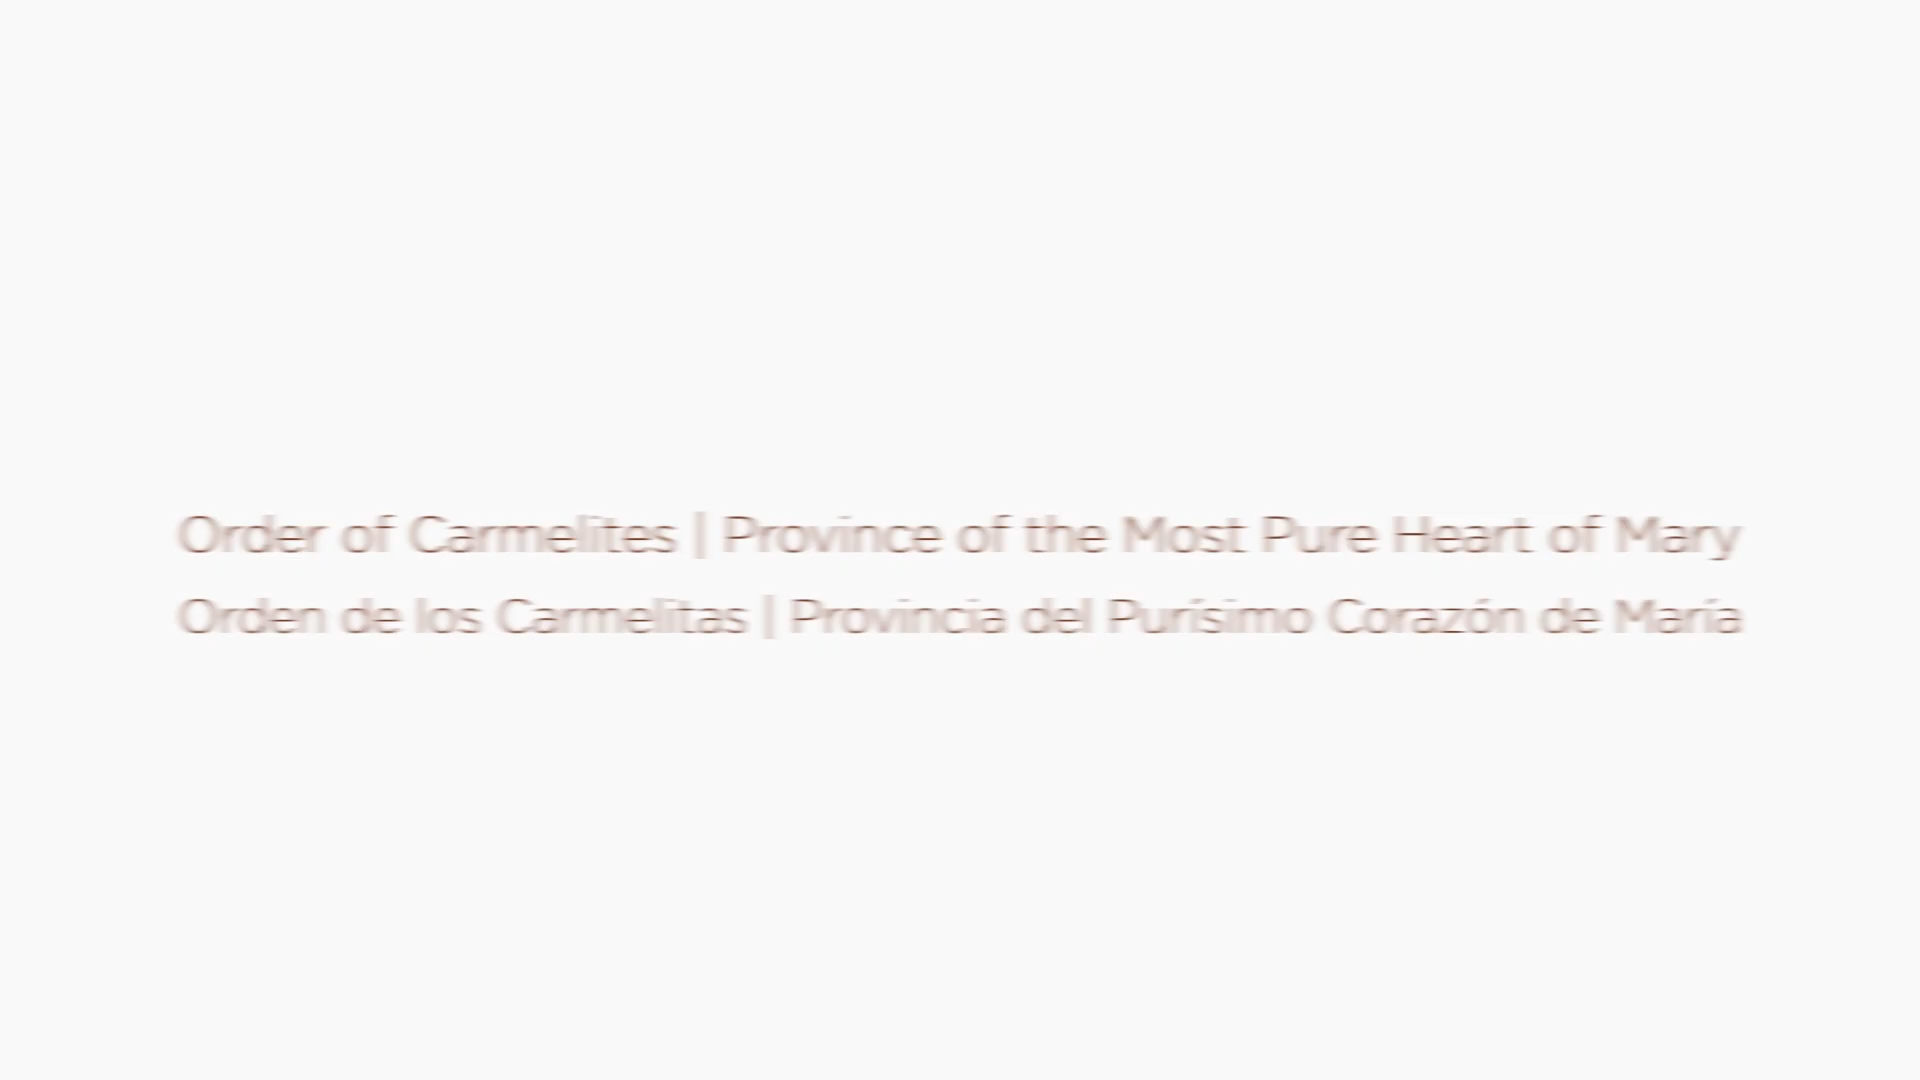 Order of Carmelites | Province of the Most Pure Heart of Mary
Orden de los Carmelitas | Provincia del Purísimo Corazón de María